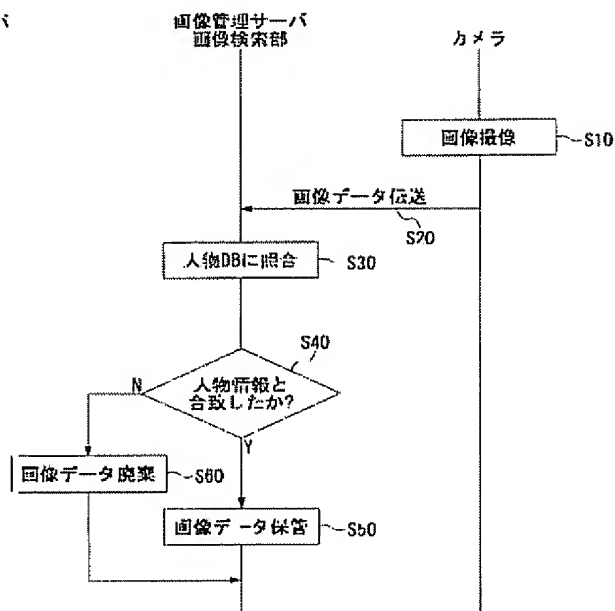 バ
画像管理サーバ
画像検索部
カメラ
画像撮像
S10
画像データ伝送
S20
人物DBに照合
S30
S40
人物情報と
合致したか?
N
Y
画像データ廃棄
S60
画像データ保管
S50